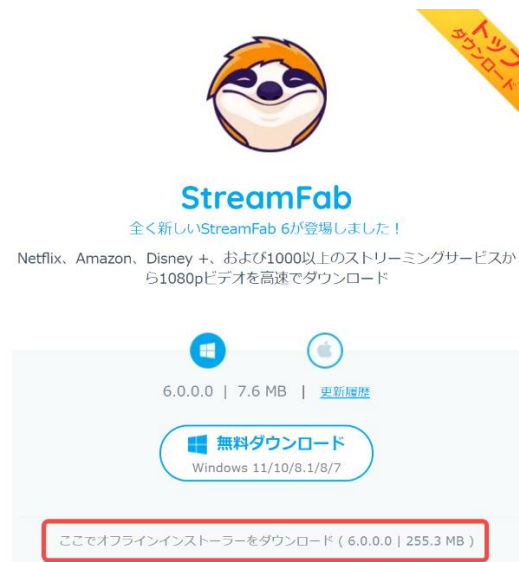 トップ
ダウンロード
StreamFab
全く新しいStreamFab 6が登場しました！
Netflix、Amazon、Disney +、および1000以上のストリーミングサービスか
ら1080pビデオを高速でダウンロード
6.0.0.0 | 7.6 MB | 更新履歴
無料ダウンロード
Windows 11/10/8.1/8/7
ここでオフラインインストーラーをダウンロード ( 6.0.0.0 | 255.3 MB )